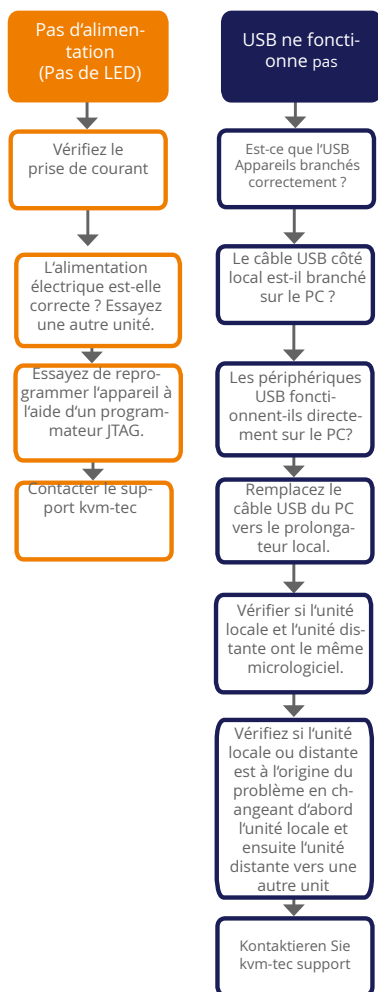 Pas d'alimen-
tation
(Pas de LED)
Vérifiez le
prise de courant
L'alimentation
électrique est-elle
correcte ? Essayez
une autre unité.
Essayez de repro-
grammer l'appareil à
l'aide d'un program-
mateur JTAG.
Contacter le sup-
port kvm-tec
USB ne foncti-
onne pas
Est-ce que l'USB
Appareils branchés
correctement ?
Le câble USB côté
local est-il branché
sur le PC ?
Les périphériques
USB foncti-
onnent-ils directe-
ment sur le PC?
Remplacez le
câble USB du PC
vers le prolonga-
teur local.
Vérifier si l'unité
locale et l'unité dis-
tante ont le même
micrologiciel.
Vérifiez si l'unité
locale ou distante
est à l'origine du
problème en ch-
angeant d'abord
l'unité locale et
ensuite l'unité
distante vers une
autre unit
Kontaktieren Sie
kvm-tec support